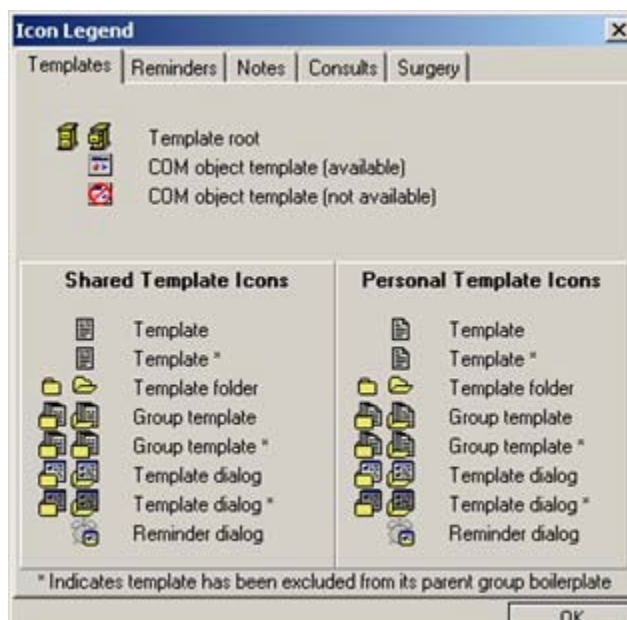 Icon Legend
Templates Reminders Notes Consults Surgery
Template root
COM object template (available)
COM object template (not available)
Shared Template Icons
Template
Template *
Template folder
Group template
Group template *
Template dialog
Template dialog *
Reminder dialog
Personal Template Icons
Template
Template *
Template folder
Group template
Group template *
Template dialog
Template dialog *
Reminder dialog
* Indicates template has been excluded from its parent group boilerplate
OK